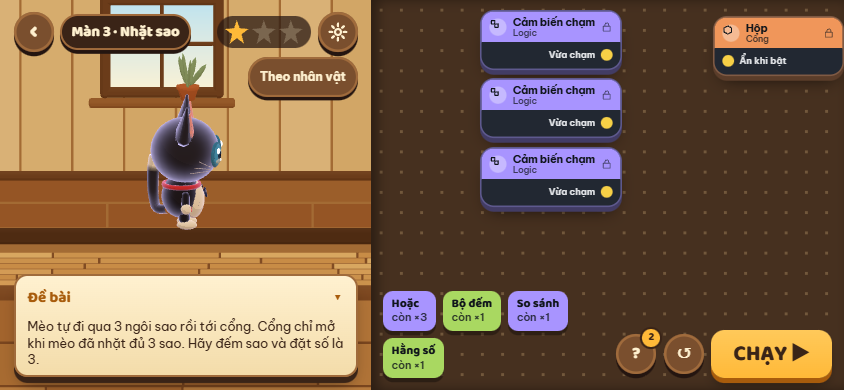 Màn 3 · Nhặt sao
Theo nhân vật
Đề bài
Mèo tự đi qua 3 ngôi sao rồi tới cổng. Cổng chỉ mở
khi mèo đã nhặt đủ 3 sao. Hãy đếm sao và đặt số là
3.
Cảm biến chạm
Logic
Vừa chạm
Cảm biến chạm
Logic
Vừa chạm
Cảm biến chạm
Logic
Vừa chạm
Hộp
Cổng
Ẩn khi bật
Hoặc
còn ×3
Bộ đếm
còn ×1
So sánh
còn ×1
Hằng số
còn ×1
?
2
CHẠY